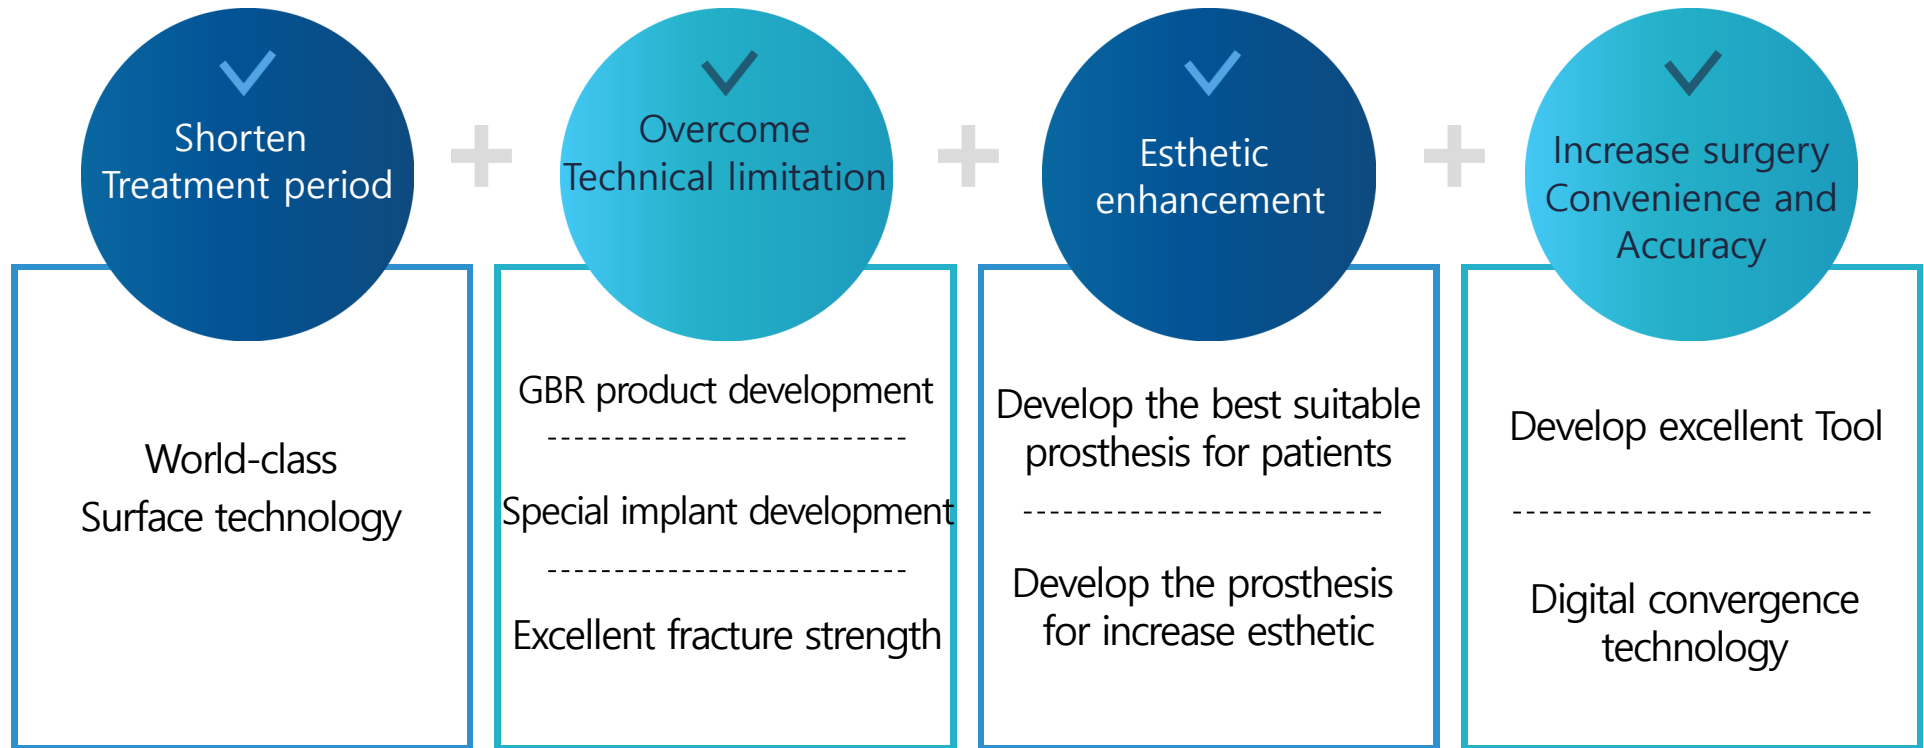 Shorten
Treatment period
World-class
Surface technology
Overcome
Technical limitation
GBR product development
Special implant development
Excellent fracture strength
Esthetic
enhancement
Develop the best suitable
prosthesis for patients
Develop the prosthesis
for increase esthetic
Increase surgery
Convenience and
Accuracy
Develop excellent Tool
Digital convergence
technology